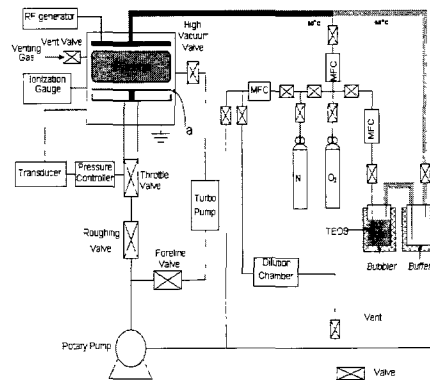 RF generator
Vent Valve
Venting
Gas
Ionization
Gauge
High
Vacuum
Valve
a
MFC
MFC
MFC
N
O₂
Transducer
Pressure
Controller
Throttle
Valve
Turbo
Pump
Roughing
Valve
Foreline
Valve
Dilution
Chamber
TEOS
Bubbler
Buffer
Vent
Potary Pump
Valve